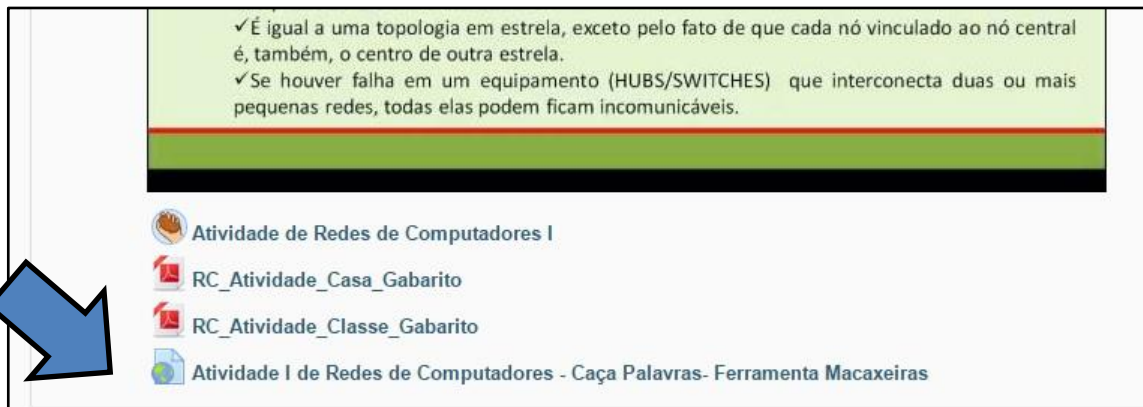 ✓É igual a uma topologia em estrela, exceto pelo fato de que cada nó vinculado ao nó central
é, também, o centro de outra estrela.
✓Se houver falha em um equipamento (HUBS/SWITCHES) que interconecta duas ou mais
pequenas redes, todas elas podem ficam incomunicáveis.
Atividade de Redes de Computadores I
RC_Atividade_Casa_Gabarito
RC_Atividade_Classe_Gabarito
Atividade I de Redes de Computadores - Caça Palavras- Ferramenta Macaxeiras